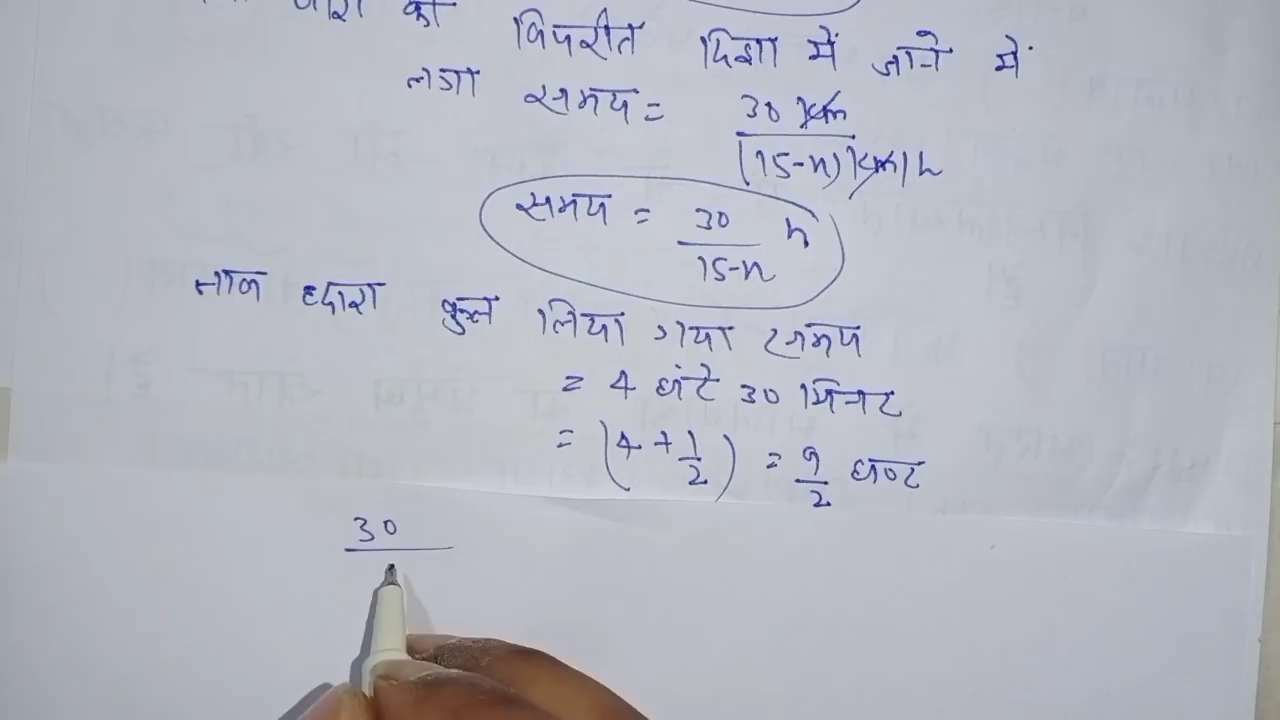 धारा की विपरीत दिशा में जाने में
लगा समय = 30 km / (15-x) km/h
समय = 30 / 15-x h
नाव द्वारा कुल लिया गया समय
= 4 घंटे 30 मिनट
= (4 + 1/2) = 9/2 घण्टे
30